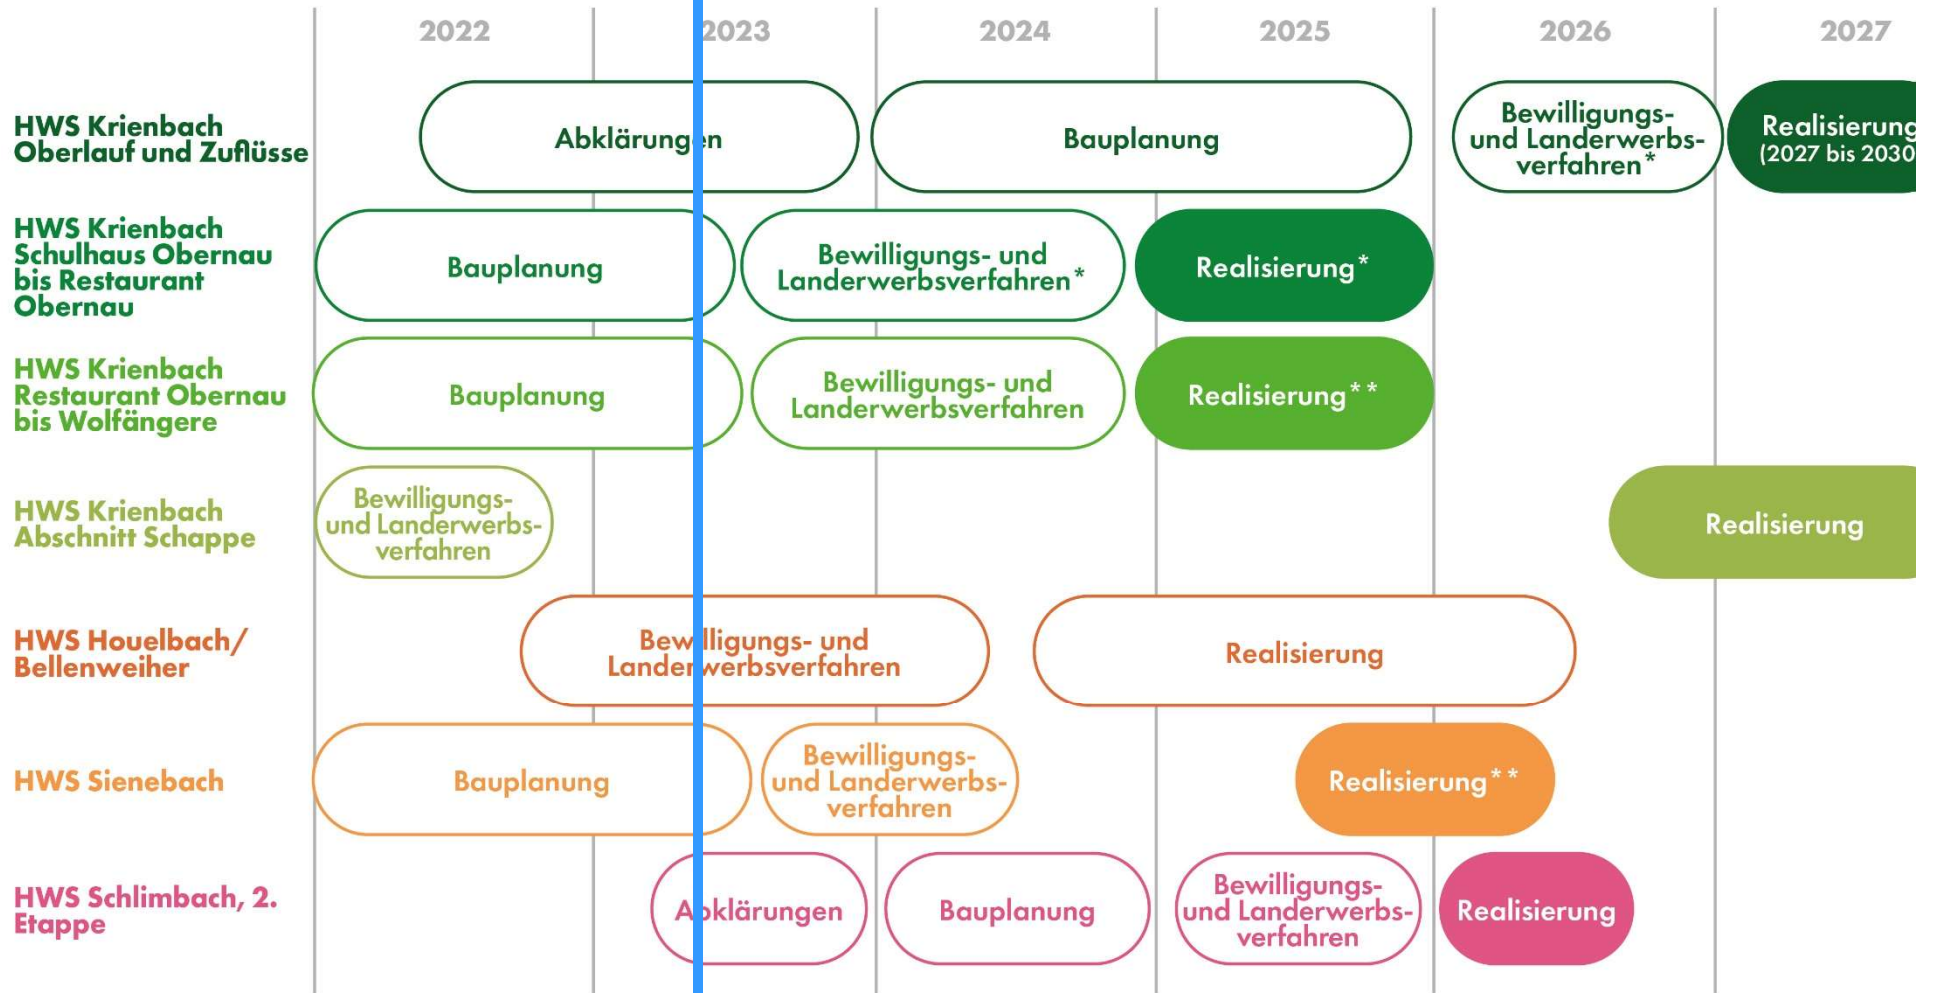 2022 2023 2024 2025 2026 2027
HWS Krienbach
Oberlauf und Zuflüsse
Abklärungen
Bauplanung
Bewilligungs-
und Landerwerbs-
verfahren*
Realisierung
(2027 bis 2030
HWS Krienbach
Schulhaus Obernau
bis Restaurant
Obernau
Bauplanung
Bewilligungs- und
Landerwerbsverfahren*
Realisierung*
HWS Krienbach
Restaurant Obernau
bis Wolfängere
Bauplanung
Bewilligungs- und
Landerwerbsverfahren
Realisierung**
HWS Krienbach
Abschnitt Schappe
Bewilligungs-
und Landerwerbs-
verfahren
Realisierung
HWS Houelbach/
Bellenweiher
Bewilligungs- und
Landerwerbsverfahren
Realisierung
HWS Sienebach
Bauplanung
Bewilligungs-
und Landerwerbs-
verfahren
Realisierung**
HWS Schlimbach, 2.
Etappe
Abklärungen
Bauplanung
Bewilligungs-
und Landerwerbs-
verfahren
Realisierung